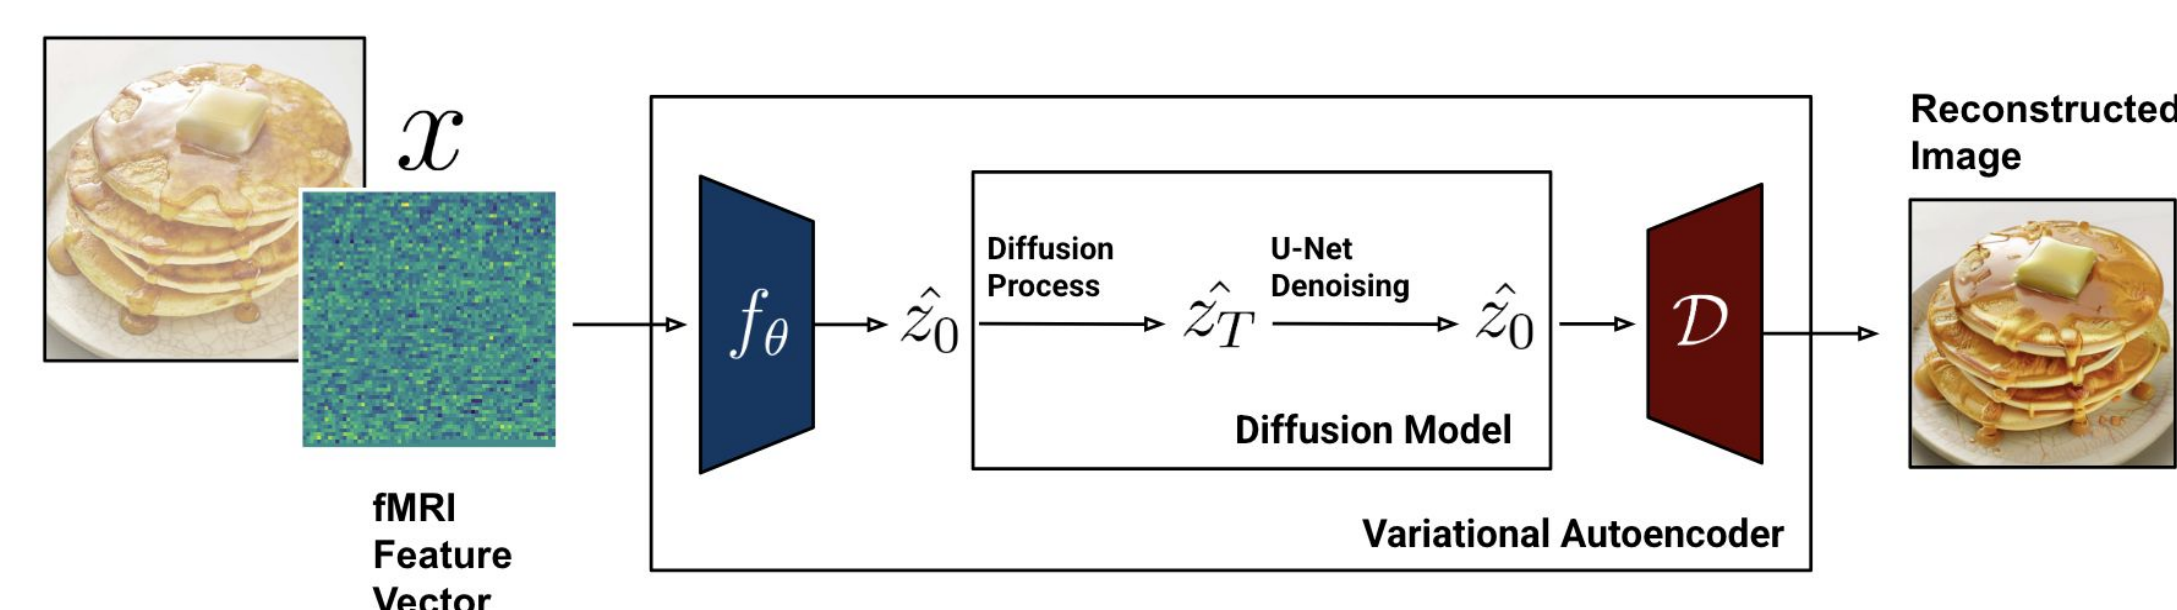 x
fMRI
Feature
Vector
f_θ
ẑ_0
Diffusion
Process
ẑ_T
U-Net
Denoising
ẑ_0
Diffusion Model
𝒟
Variational Autoencoder
Reconstructed
Image